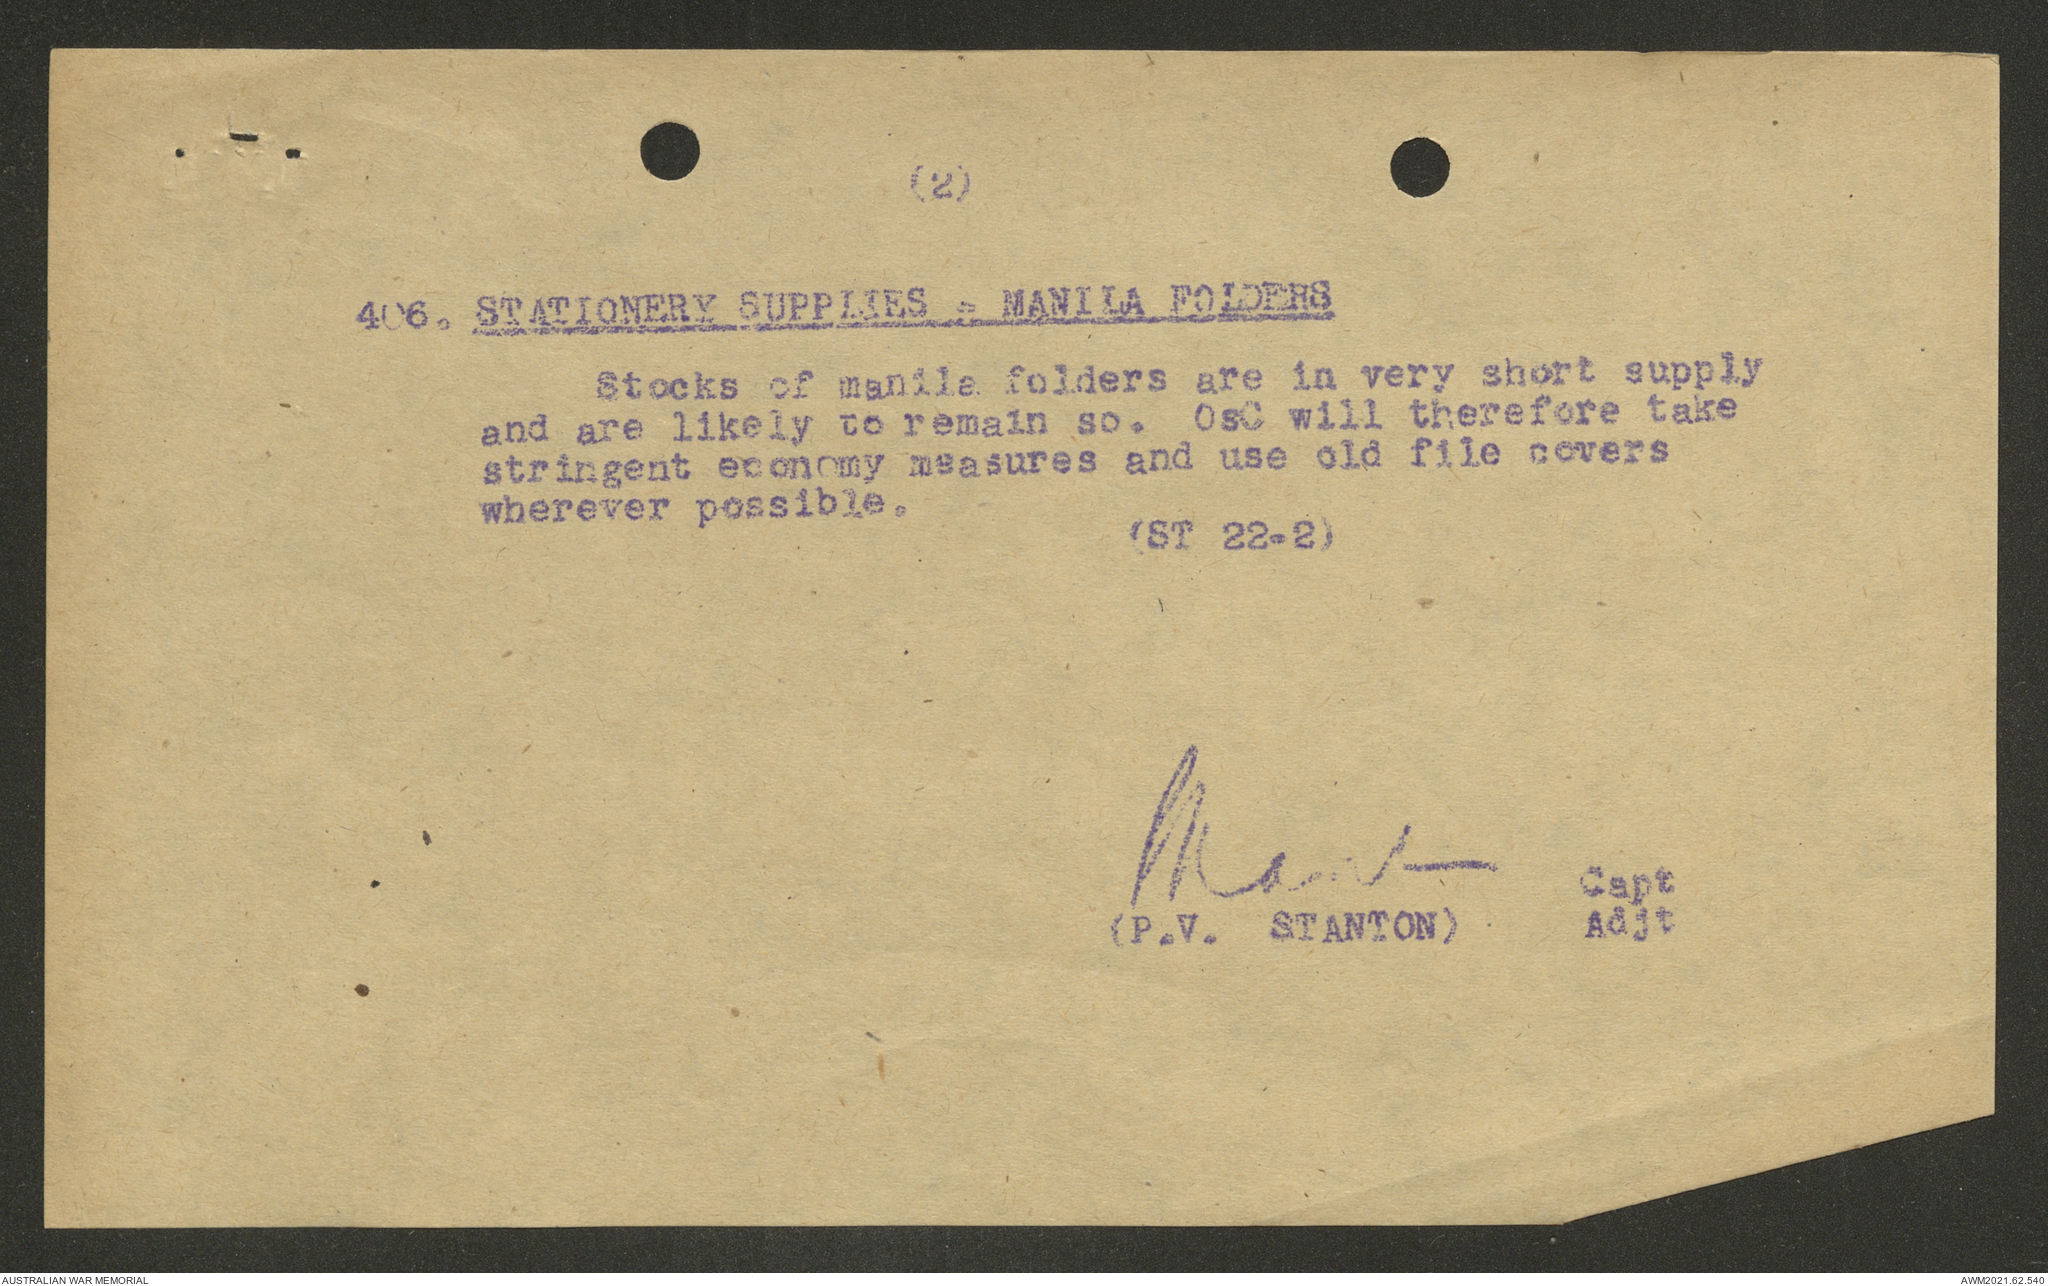 (2)
406. STATIONERY SUPPLIES - MANILA FOLDERS
Stocks of manila folders are in very short supply
and are likely to remain so. OsC will therefore take
stringent economy measures and use old file covers
wherever possible.
(ST 22-2)
Capt
(P.V. STANTON) Adjt
AUSTRALIAN WAR MEMORIAL
AWM2021.62.540